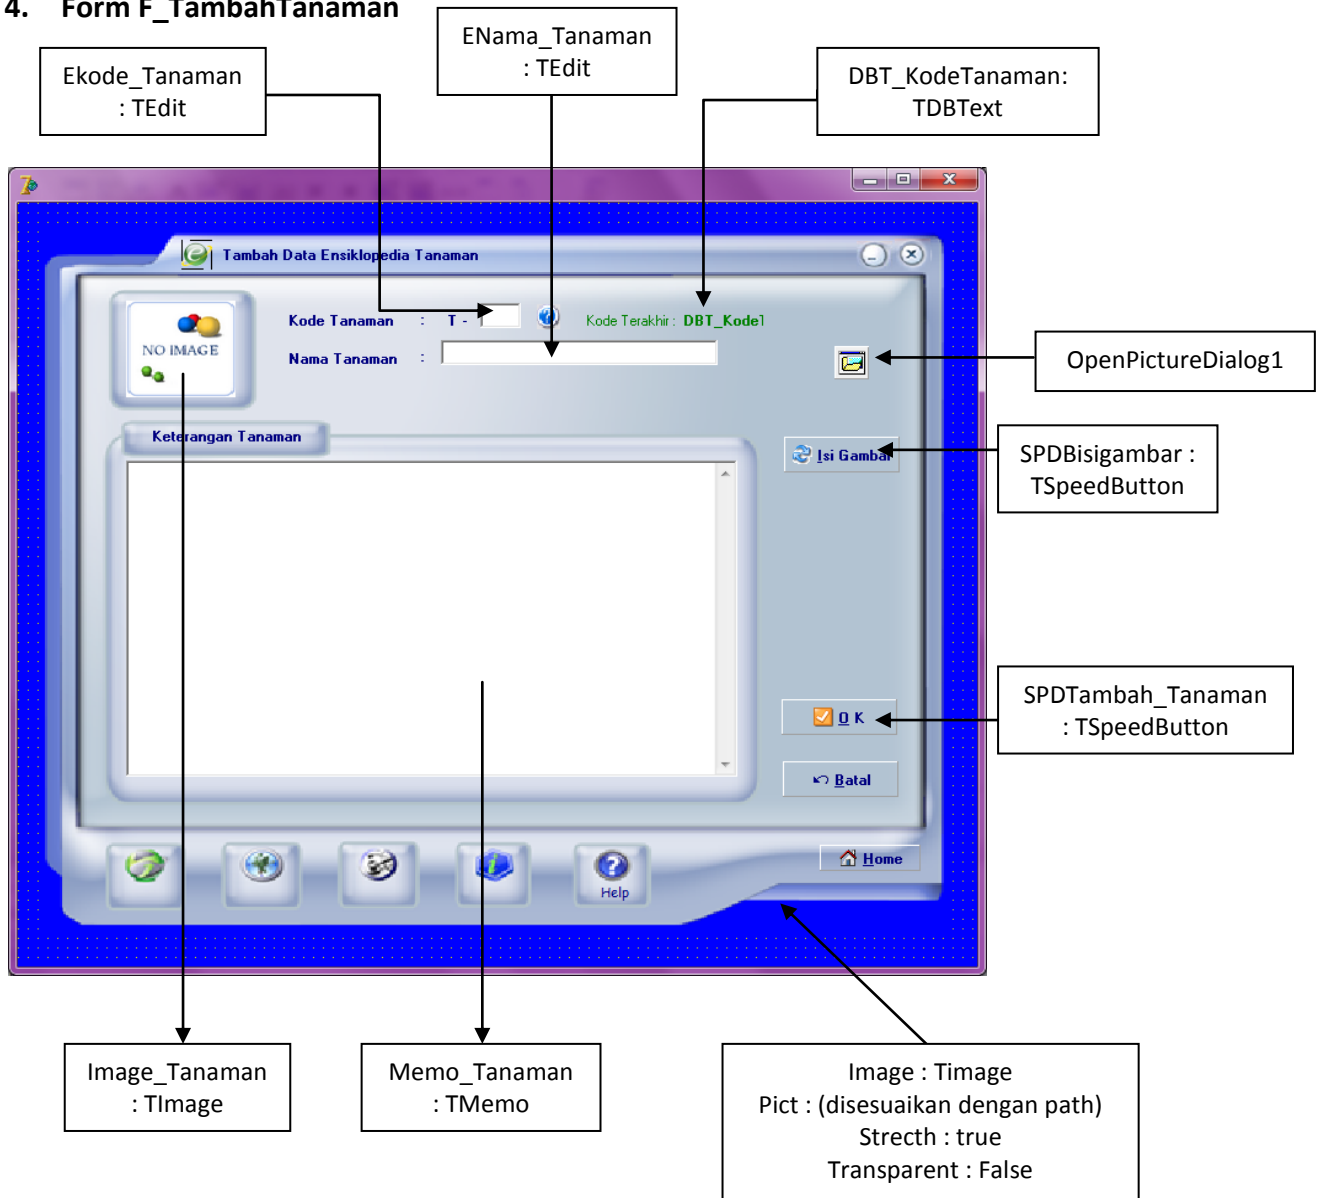 4. Form F_TambahTanaman
ENama_Tanaman
: TEdit
Ekode_Tanaman
: TEdit
DBT_KodeTanaman:
TDBText
Tambah Data Ensiklopedia Tanaman
Kode Tanaman : T -
Kode Terakhir : DBT_Kode1
NO IMAGE
Nama Tanaman :
OpenPictureDialog1
Keterangan Tanaman
Isi Gambar
SPDBisigambar :
TSpeedButton
SPDTambah_Tanaman
: TSpeedButton
O K
Batal
Home
Help
Image_Tanaman
: TImage
Memo_Tanaman
: TMemo
Image : Timage
Pict : (disesuaikan dengan path)
Strecth : true
Transparent : False